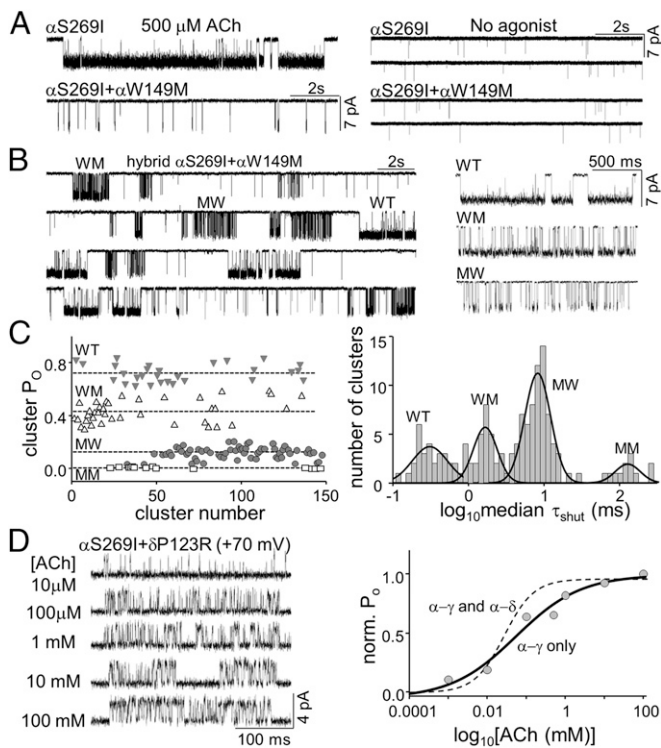 A
αS269I 500 μM ACh
αS269I+αW149M 2s
7 pA
No agonist
αS269I 2s
7 pA
αS269I+αW149M
7 pA
B
WM hybrid αS269I+αW149M 2s
MW WT
WT 500 ms
7 pA
WM
MW
C
cluster PO
0.8
0.4
0.0
WT
WM
MW
MM
0 50 100 150
cluster number
number of clusters
15
10
5
0
WT WM MW MM
-1 0 1 2
log10median τshut (ms)
D
αS269I+δP123R (+70 mV)
[ACh]
10μM
100μM
1 mM
10 mM
100 mM
4 pA
100 ms
norm. Po
1.0
0.5
0.0
α−γ and α−δ
α−γ only
0.0001 0.01 1 100
log10[ACh (mM)]